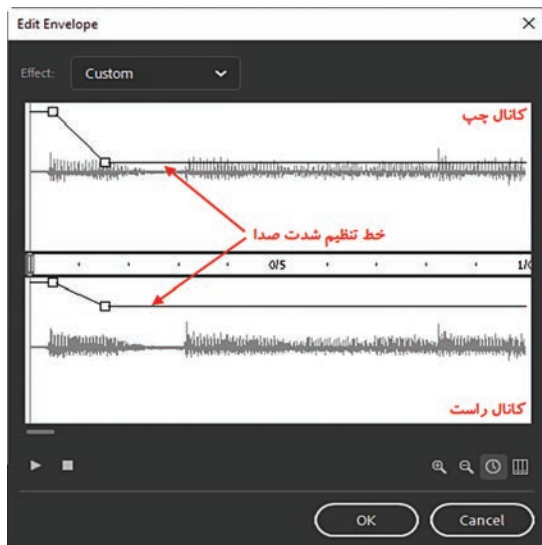 Edit Envelope
Effect: Custom
کانال چپ
خط تنظیم شدت صدا
0/5
کانال راست
OK Cancel